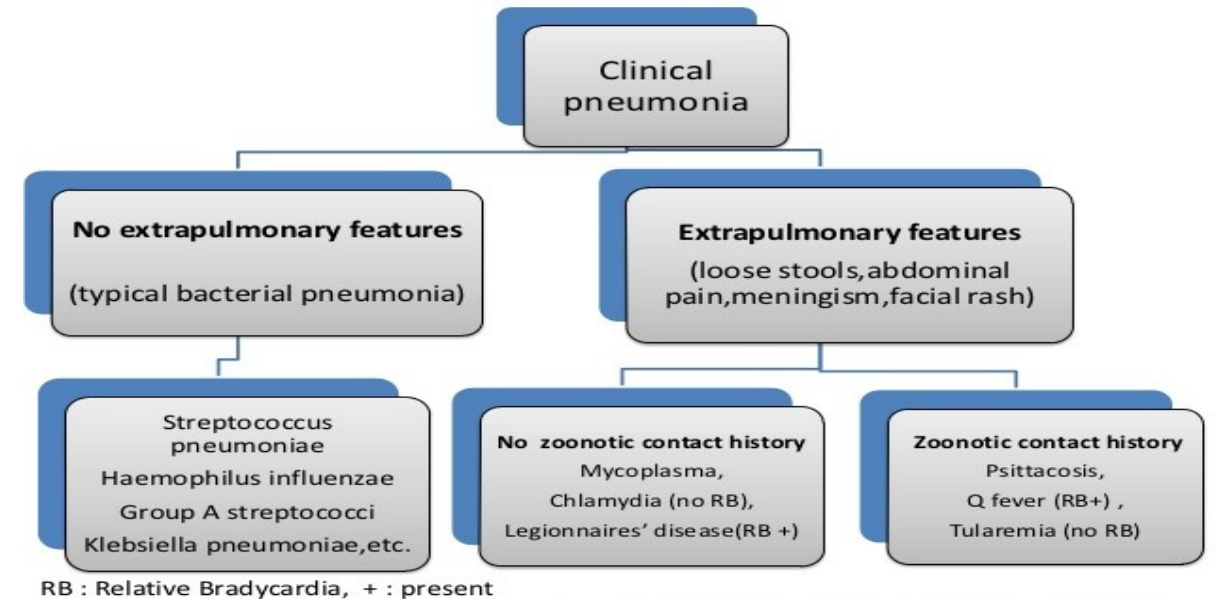 Clinical
pneumonia
No extrapulmonary features
(typical bacterial pneumonia)
Extrapulmonary features
(loose stools,abdominal
pain,meningism,facial rash)
Streptococcus
pneumoniae
Haemophilus influenzae
Group A streptococci
Klebsiella pneumoniae,etc.
No zoonotic contact history
Mycoplasma,
Chlamydia (no RB),
Legionnaires’ disease(RB +)
Zoonotic contact history
Psittacosis,
Q fever (RB+) ,
Tularemia (no RB)
RB : Relative Bradycardia, + : present